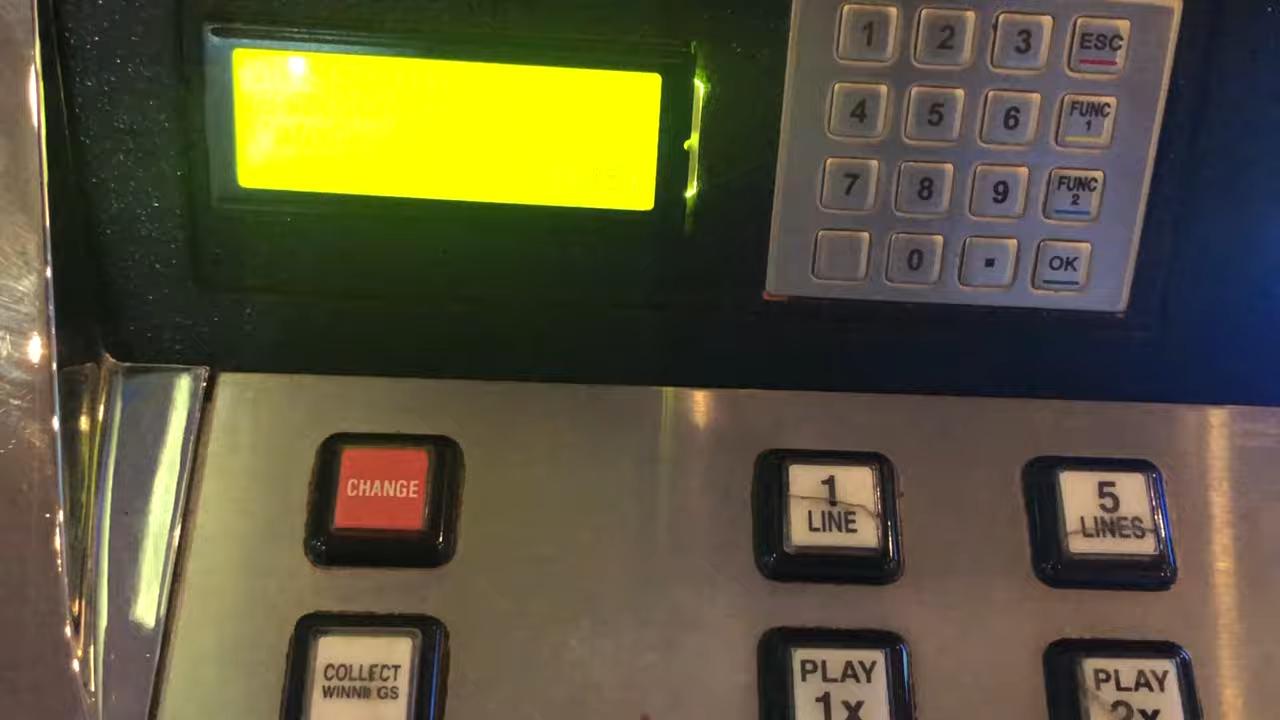 1 2 3 ESC
4 5 6 FUNC 1
7 8 9 FUNC 2
0 . OK
CHANGE
1 LINE
5 LINES
COLLECT
WINNINGS
PLAY
1x
PLAY
2x